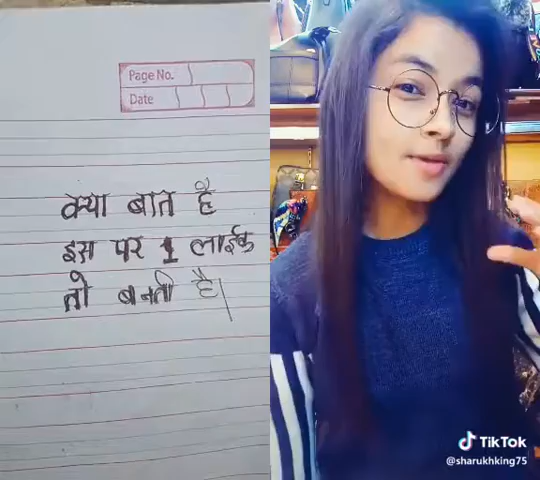 Page No.
Date
क्या बात है
इस पर 1 लाईक
तो बनती है।
TikTok
@sharukhking75